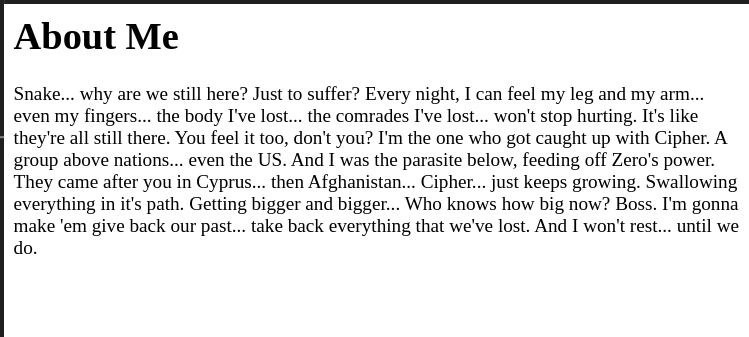 About Me
Snake... why are we still here? Just to suffer? Every night, I can feel my leg and my arm...
even my fingers... the body I've lost... the comrades I've lost... won't stop hurting. It's like
they're all still there. You feel it too, don't you? I'm the one who got caught up with Cipher. A
group above nations... even the US. And I was the parasite below, feeding off Zero's power.
They came after you in Cyprus... then Afghanistan... Cipher... just keeps growing. Swallowing
everything in it's path. Getting bigger and bigger... Who knows how big now? Boss. I'm gonna
make 'em give back our past... take back everything that we've lost. And I won't rest... until we
do.